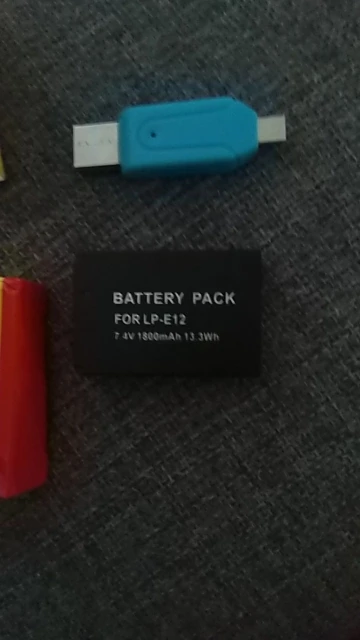 BATTERY PACK
FOR LP-E12
7.4V 1800mAh 13.3Wh